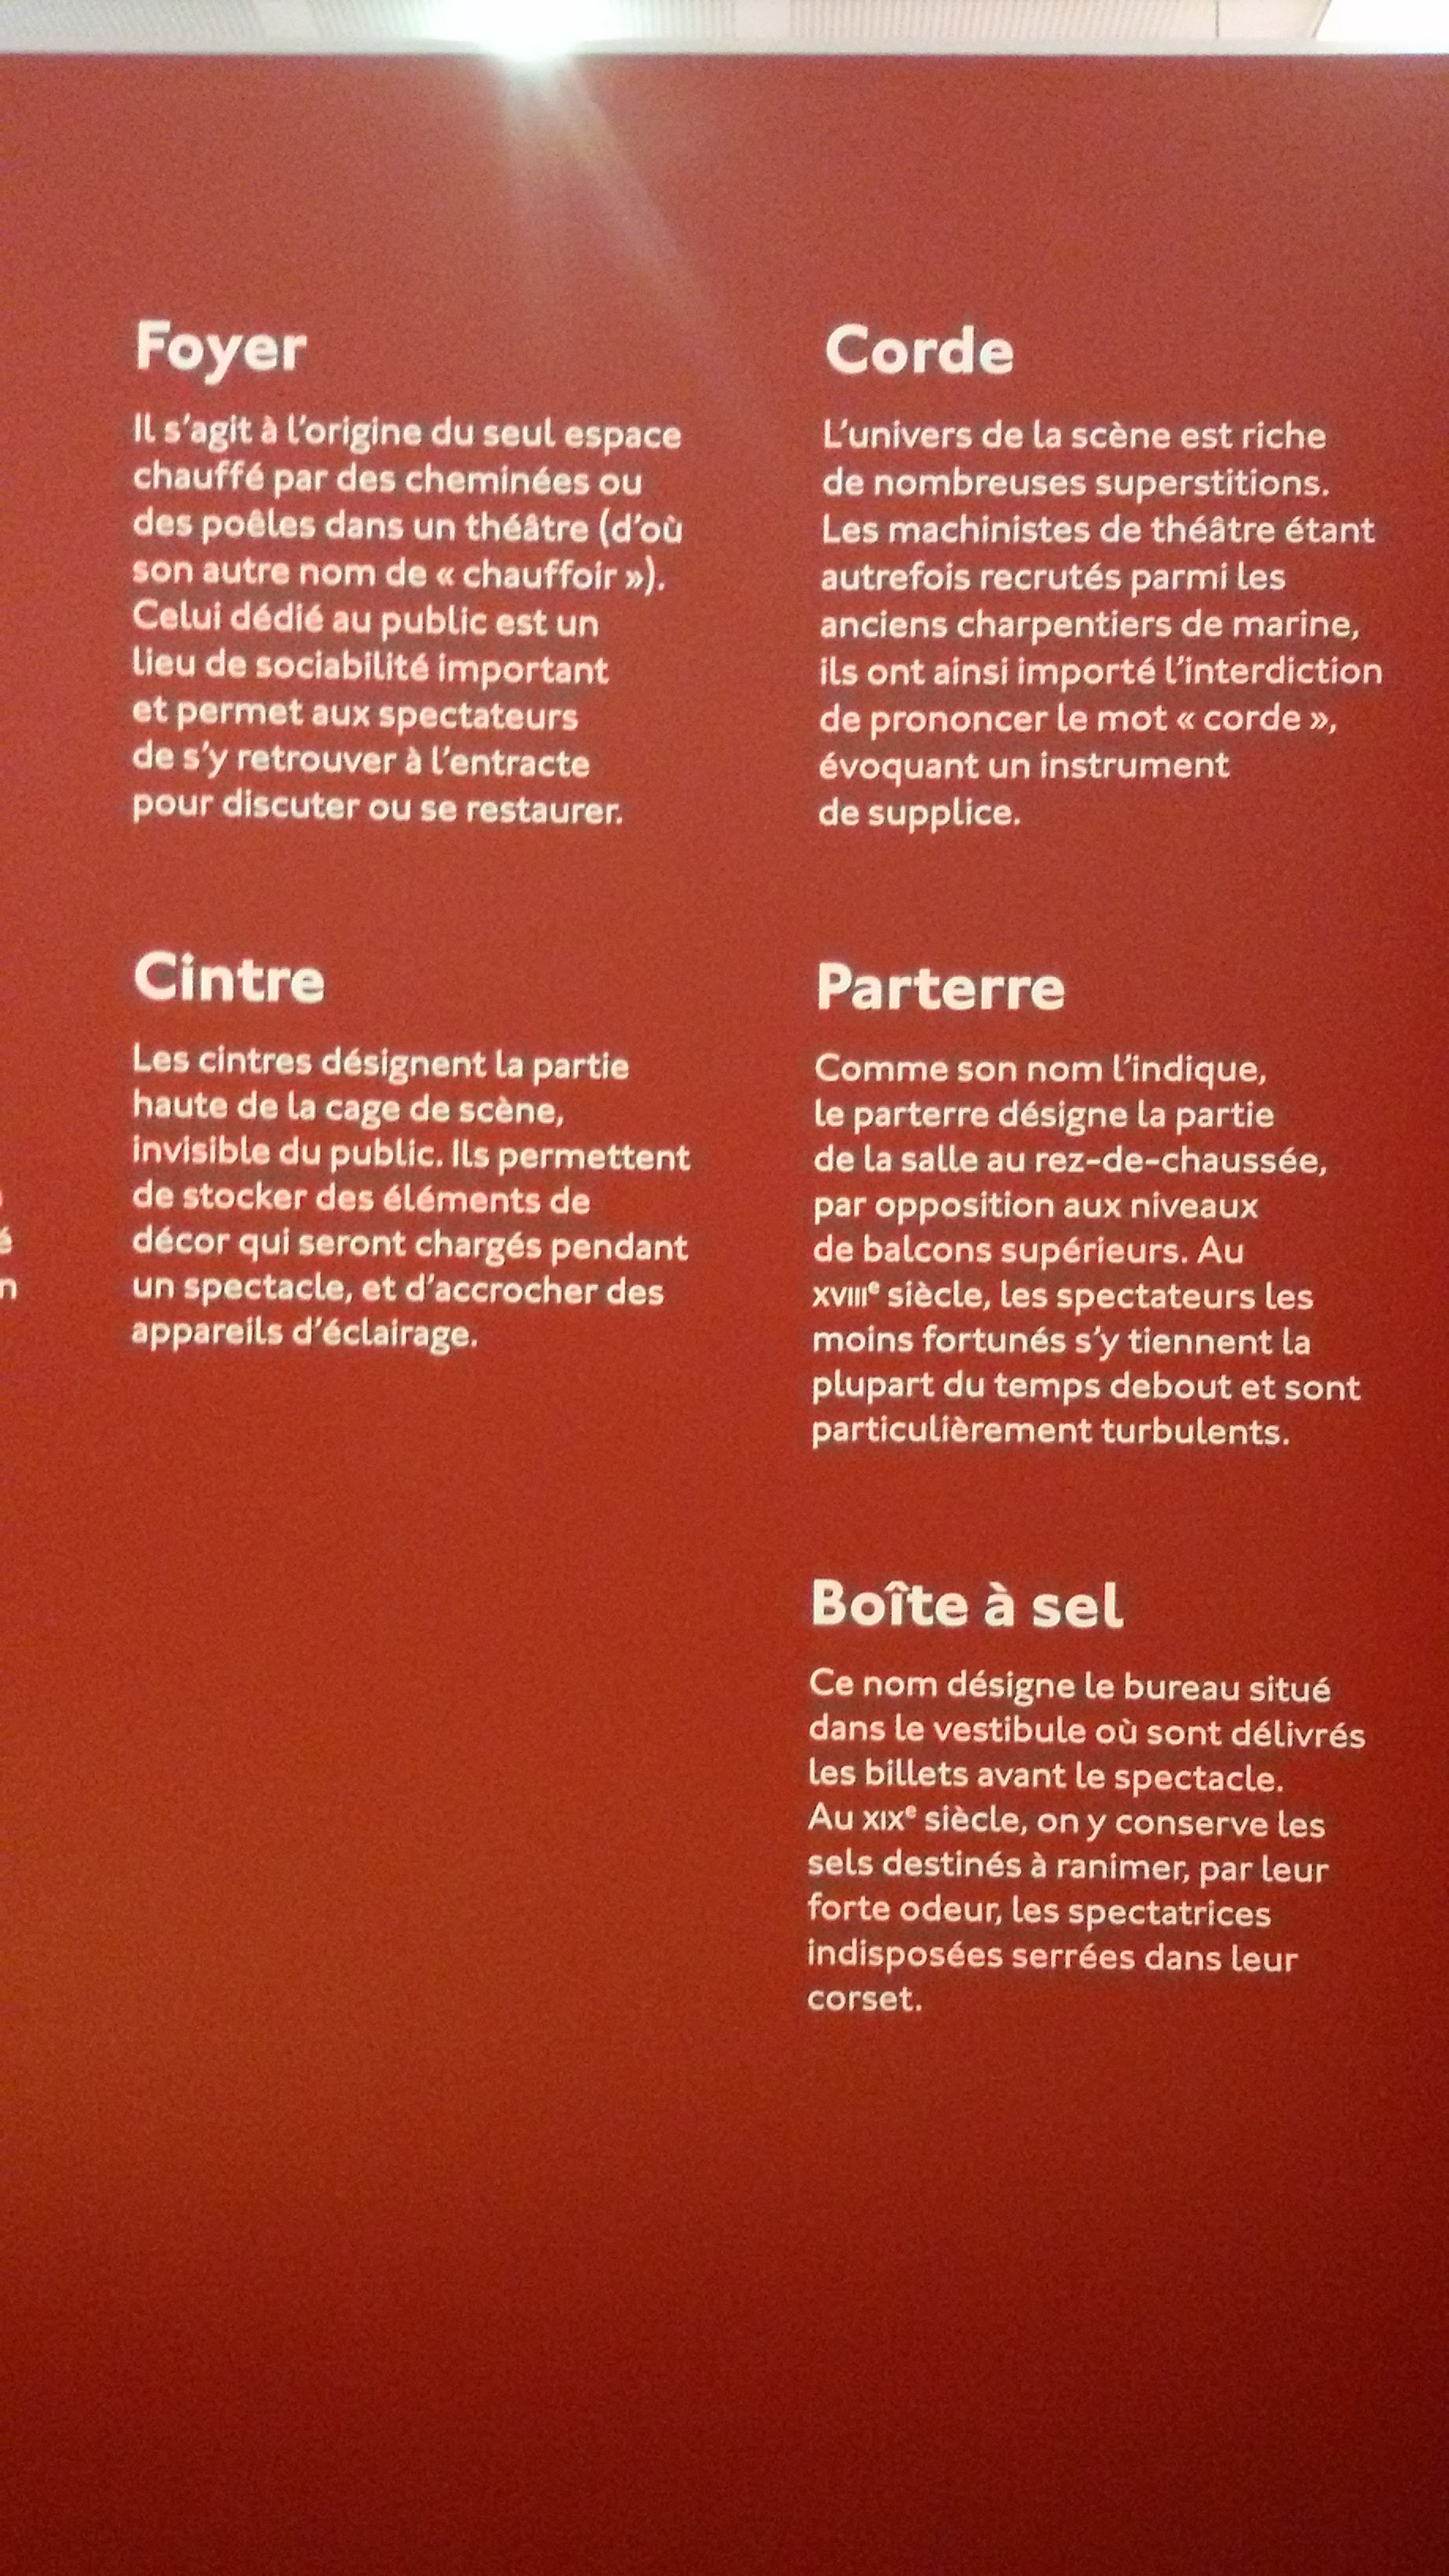 Foyer
Il s'agit à l'origine du seul espace
chauffé par des cheminées ou
des poêles dans un théâtre (d'où
son autre nom de « chauffoir »).
Celui dédié au public est un
lieu de sociabilité important
et permet aux spectateurs
de s'y retrouver à l'entracte
pour discuter ou se restaurer.
Cintre
Les cintres désignent la partie
haute de la cage de scène,
invisible du public. Ils permettent
de stocker des éléments de
décor qui seront chargés pendant
un spectacle, et d'accrocher des
appareils d'éclairage.
Corde
L'univers de la scène est riche
de nombreuses superstitions.
Les machinistes de théâtre étant
autrefois recrutés parmi les
anciens charpentiers de marine,
ils ont ainsi importé l'interdiction
de prononcer le mot « corde »,
évoquant un instrument
de supplice.
Parterre
Comme son nom l'indique,
le parterre désigne la partie
de la salle au rez-de-chaussée,
par opposition aux niveaux
de balcons supérieurs. Au
XVIIIe siècle, les spectateurs les
moins fortunés s'y tiennent la
plupart du temps debout et sont
particulièrement turbulents.
Boîte à sel
Ce nom désigne le bureau situé
dans le vestibule où sont délivrés
les billets avant le spectacle.
Au XIXe siècle, on y conserve les
sels destinés à ranimer, par leur
forte odeur, les spectatrices
indisposées serrées dans leur
corset.